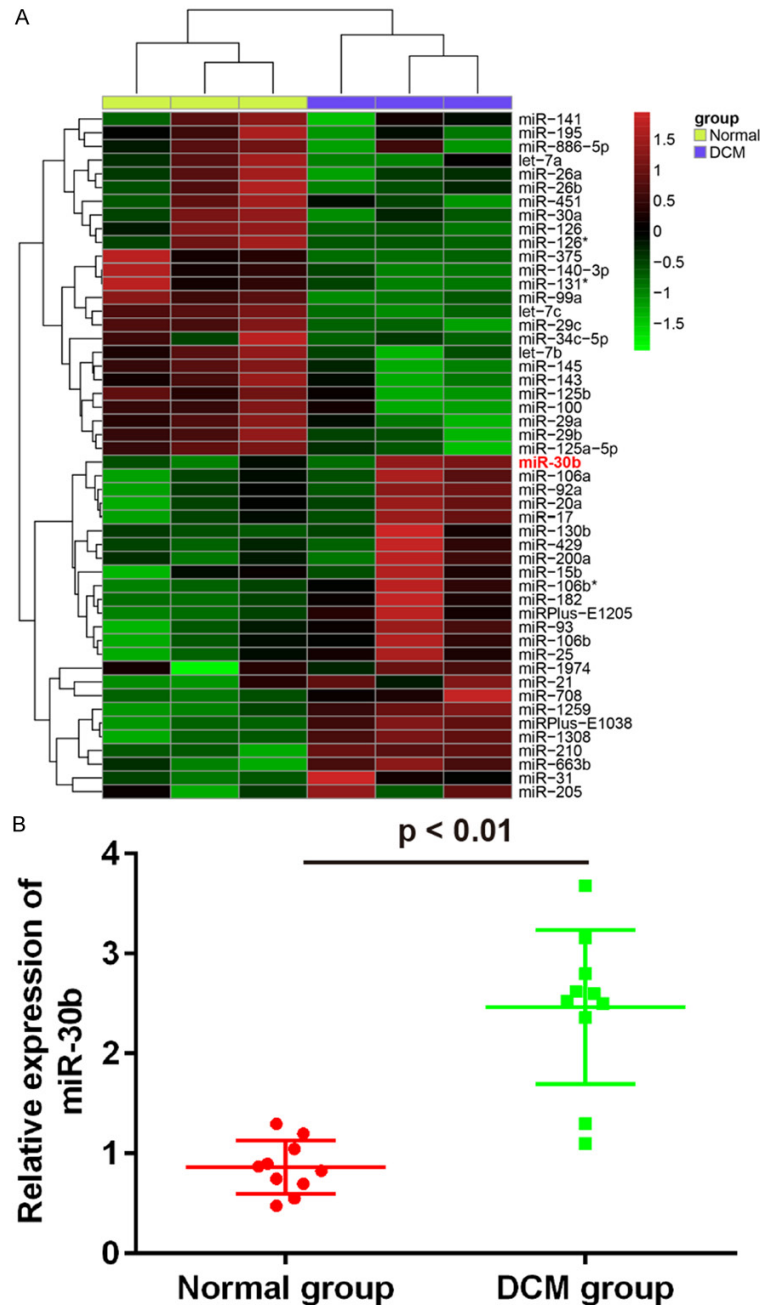 A
miR−141
miR−195
miR−886−5p
let−7a
miR−26a
miR−26b
miR−451
miR−30a
miR−126
miR−126*
miR−375
miR−140−3p
miR−131*
miR−99a
let−7c
miR−29c
miR−34c−5p
let−7b
miR−145
miR−143
miR−125b
miR−100
miR−29a
miR−29b
miR−125a−5p
miR-30b
miR−106a
miR−92a
miR−20a
miR−17
miR−130b
miR−429
miR−200a
miR−15b
miR−106b*
miR−182
miRPlus−E1205
miR−93
miR−106b
miR−25
miR−1974
miR−21
miR−708
miR−1259
miRPlus−E1038
miR−1308
miR−210
miR−663b
miR−31
miR−205
1.5
1
0.5
0
−0.5
−1
−1.5
group
Normal
DCM
B
p < 0.01
Relative expression of
miR-30b
4
3
2
1
0
Normal group
DCM group